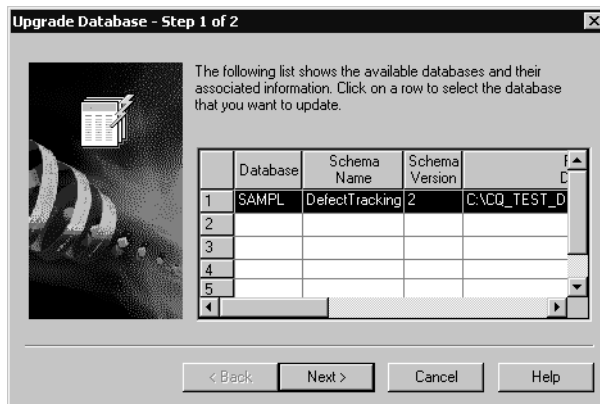 Upgrade Database - Step 1 of 2
The following list shows the available databases and their
associated information. Click on a row to select the database
that you want to update.
Database Schema Name Schema Version
1 SAMPL DefectTracking 2 C:\CQ_TEST_D
2
3
4
5
< Back Next > Cancel Help